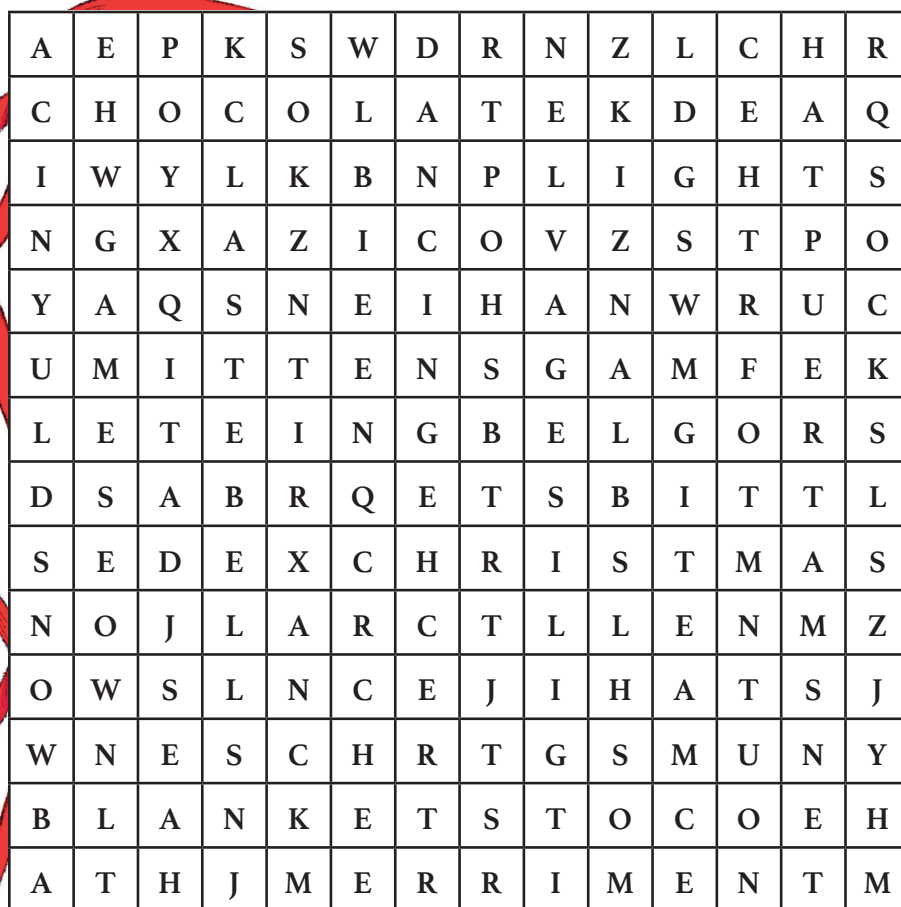 A E P K S W D R N Z L C H R
C H O C O L A T E K D E A Q
I W Y L K B N P L I G H T S
N G X A Z I C O V Z S T P O
Y A Q S N E I H A N W R U C
U M I T T E N S G A M F E K
L E T E I N G B E L G O R S
D S A B R Q E T S B I T T L
S E D E X C H R I S T M A S
N O J L A R C T L L E N M Z
O W S L N C E J I H A T S J
W N E S C H R T G S M U N Y
B L A N K E T S T O C O E H
A T H J M E R R I M E N T M